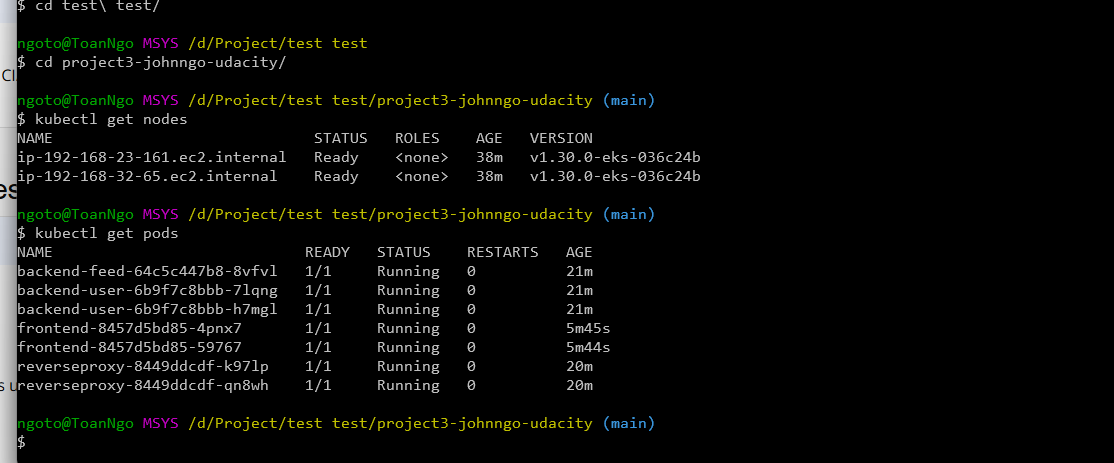 $ cd test\ test/
ngoto@ToanNgo MSYS /d/Project/test test
$ cd project3-johnngo-udacity/
ngoto@ToanNgo MSYS /d/Project/test test/project3-johnngo-udacity (main)
$ kubectl get nodes
NAME STATUS ROLES AGE VERSION
ip-192-168-23-161.ec2.internal Ready <none> 38m v1.30.0-eks-036c24b
ip-192-168-32-65.ec2.internal Ready <none> 38m v1.30.0-eks-036c24b
ngoto@ToanNgo MSYS /d/Project/test test/project3-johnngo-udacity (main)
$ kubectl get pods
NAME READY STATUS RESTARTS AGE
backend-feed-64c5c447b8-8vfvl 1/1 Running 0 21m
backend-user-6b9f7c8bbb-7lqng 1/1 Running 0 21m
backend-user-6b9f7c8bbb-h7mgl 1/1 Running 0 21m
frontend-8457d5bd85-4pnx7 1/1 Running 0 5m45s
frontend-8457d5bd85-59767 1/1 Running 0 5m44s
reverseproxy-8449ddcdf-k97lp 1/1 Running 0 20m
reverseproxy-8449ddcdf-qn8wh 1/1 Running 0 20m
ngoto@ToanNgo MSYS /d/Project/test test/project3-johnngo-udacity (main)
$